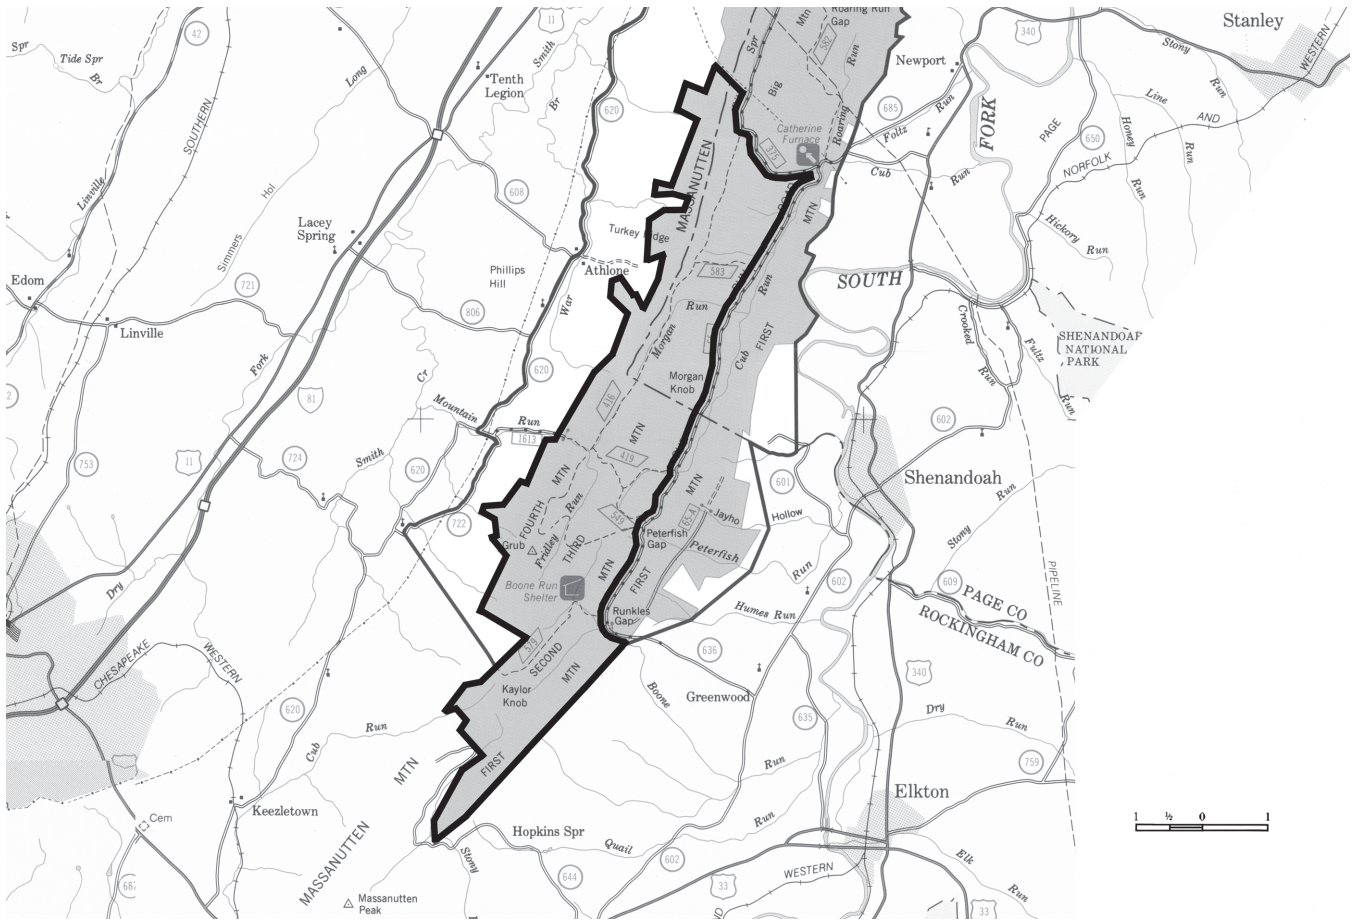 11
42
Roaring Run
Gap
Mtn
582
Run
340
Stanley
WESTERN
Stony
Run
Spr
Tide Spr
Br
Smith
Br
Tenth
Legion
Long
Spr
Big
Newport
685
Foltz
Run
FORK
PAGE
650
Line
Honey
Run
Run
AND
NORFOLK
SOUTHERN
620
Catherine
Furnace
Roaring
375
Cub
Run
Linville
Hol
Simmers
608
MASSANUTTEN
MTN
Hickory
Run
Lacey
Spring
Turkey
Phillips
Hill
Athlone
583
SOUTH
Edom
721
War
806
Run
Run
Crooked
Run
Fultz
Run
SHENANDOAH
NATIONAL
PARK
Linville
Morgan
FIRST
Cub
Fork
620
Cr
Morgan
Knob
81
Mountain
Run
1613
416
MTN
602
2
753
11
724
Smith
620
419
MTN
601
Shenandoah
722
FOURTH
MTN
Run
549
65-A
Jayho
Hollow
Run
Stony
Grub
Fridley
THIRD
Peterfish
Gap
Peterfish
Dry
Boone Run
Shelter
MTN
FIRST
Run
602
609
PAGE CO
ROCKINGHAM CO
PIPELINE
Runkles
Gap
Humes Run
CHESAPEAKE
WESTERN
579
SECOND
MTN
636
340
Kaylor
Knob
Boone
Greenwood
620
Cub
Run
635
Dry
Run
MTN
FIRST
Run
759
Elkton
Keezletown
Cem
Hopkins Spr
Run
1 ½ 0 1
MASSANUTTEN
Stony
Quail
602
Elk
Run
687
644
33
WESTERN
33
Massanutten
Peak